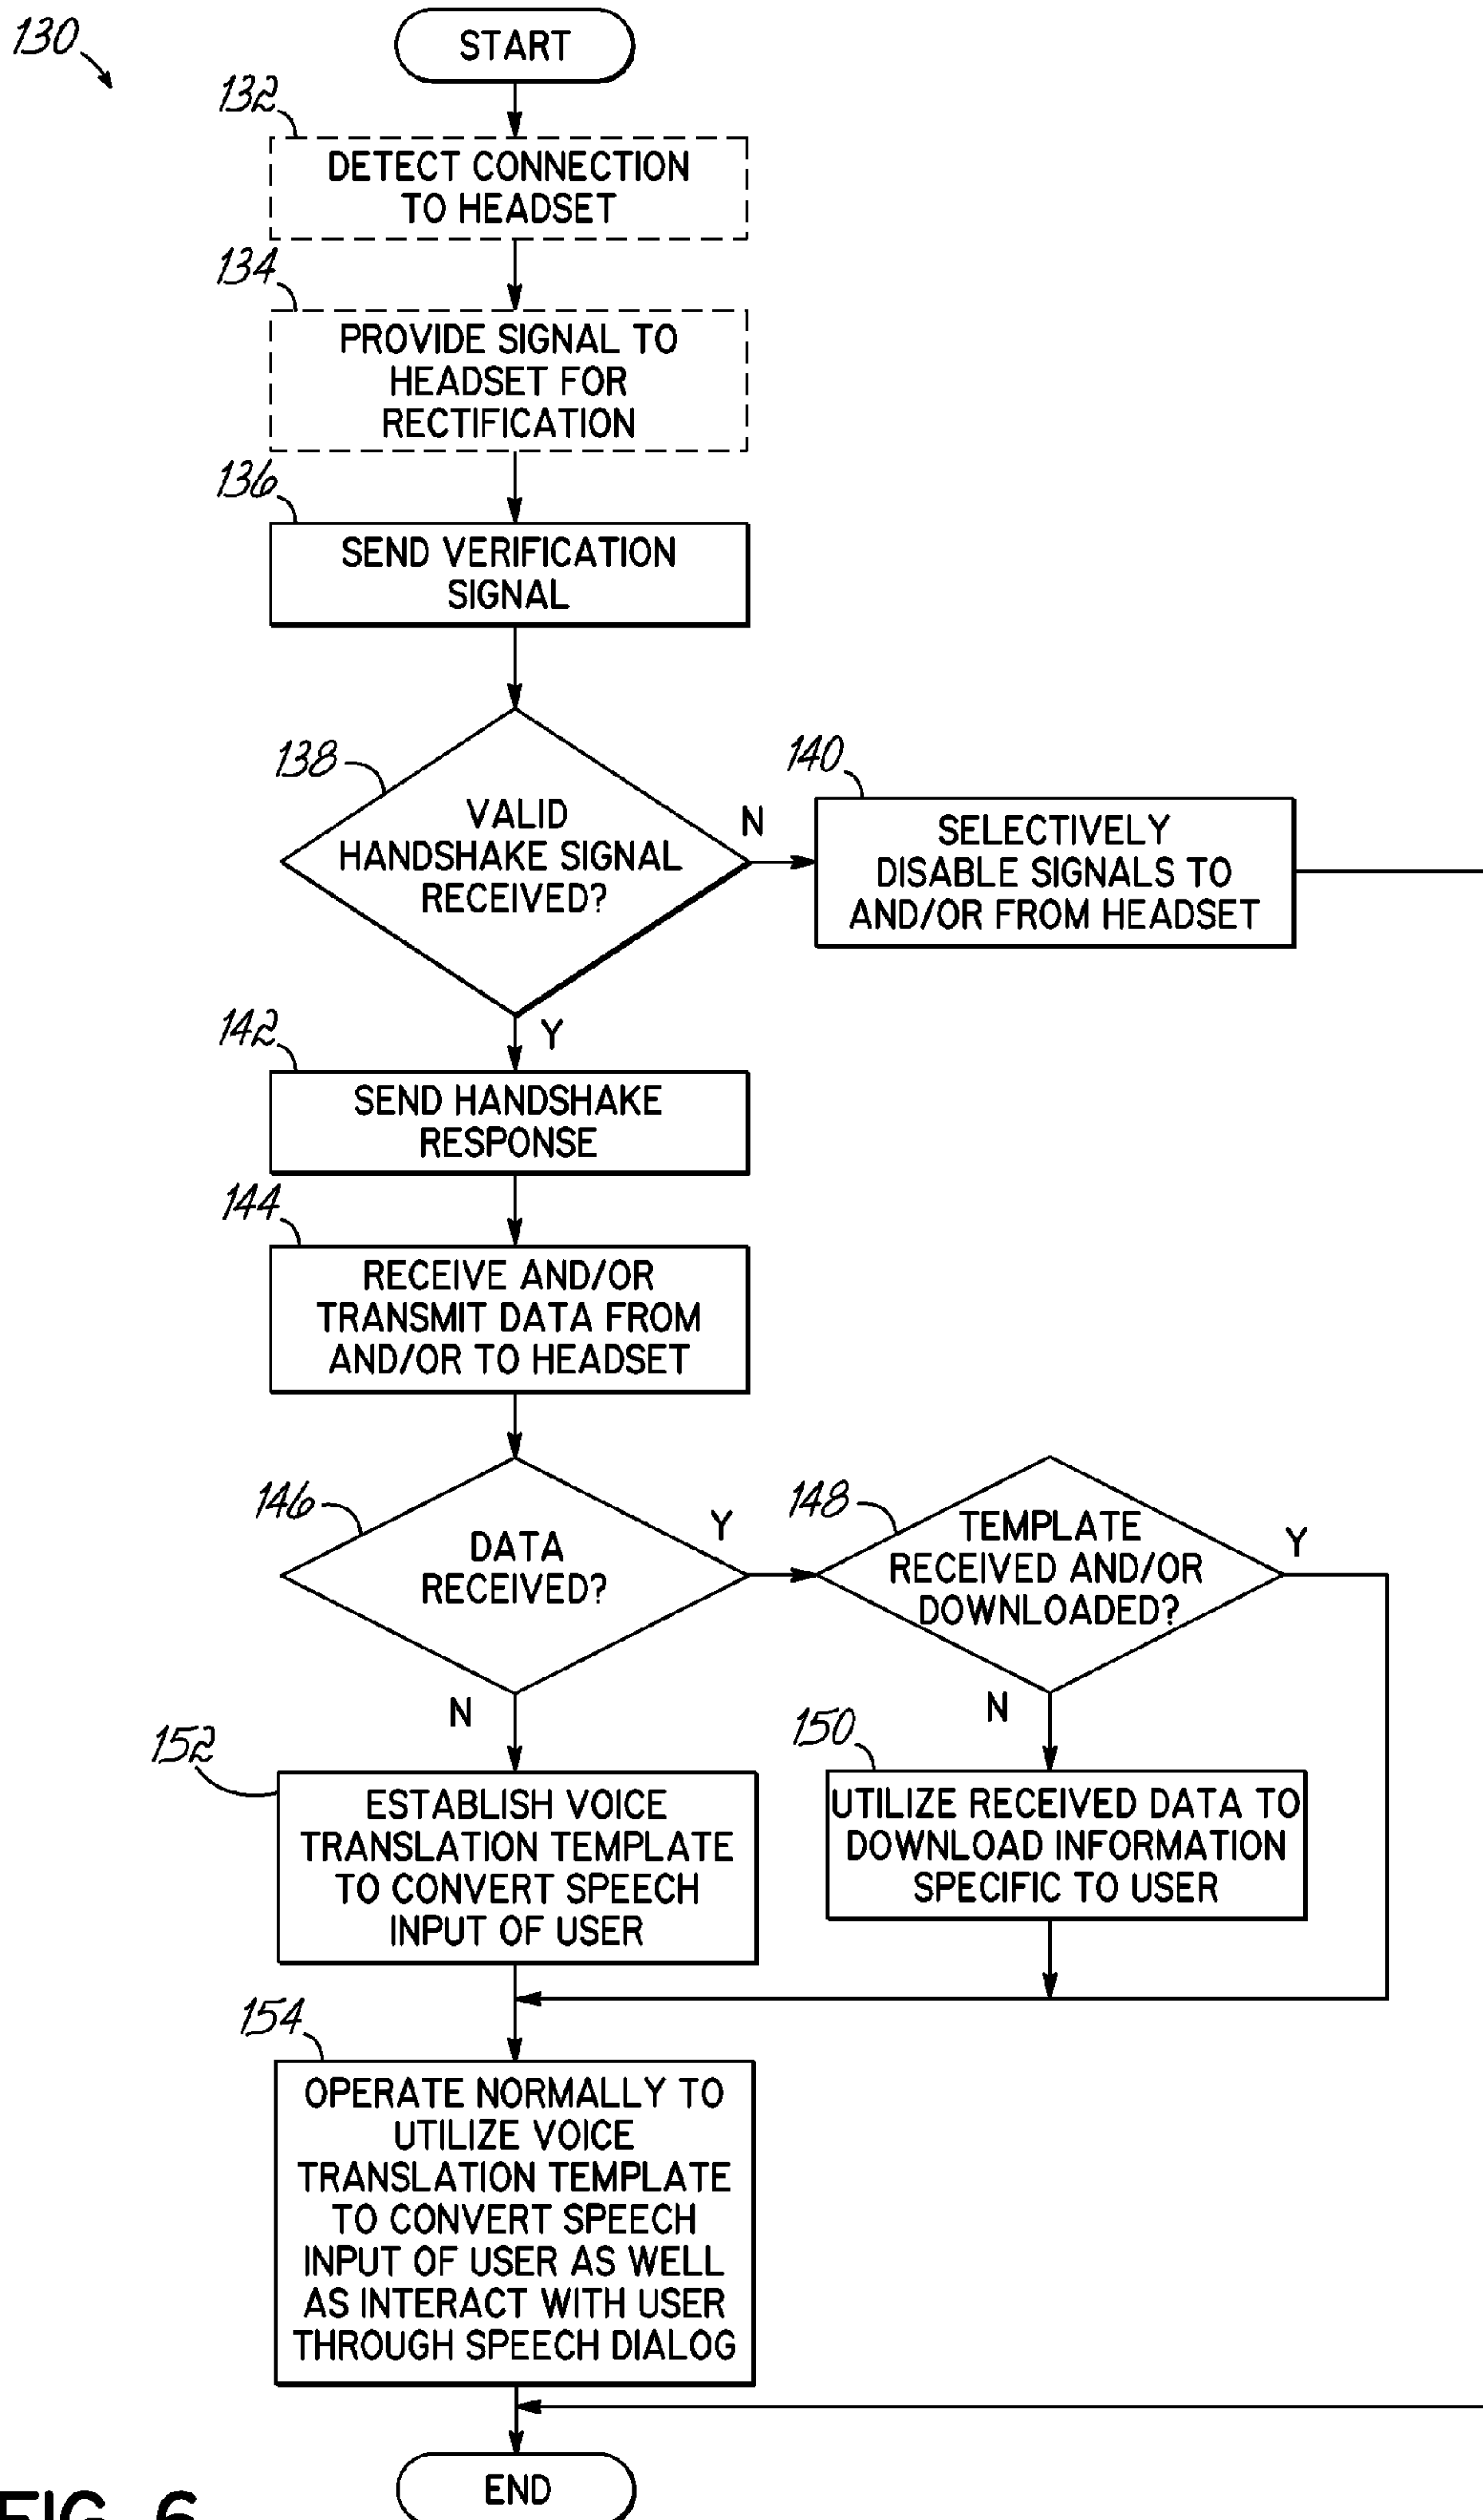 130
START
132
DETECT CONNECTION
TO HEADSET
134
PROVIDE SIGNAL TO
HEADSET FOR
RECTIFICATION
136
SEND VERIFICATION
SIGNAL
138
VALID
HANDSHAKE SIGNAL
RECEIVED?
N
140
SELECTIVELY
DISABLE SIGNALS TO
AND/OR FROM HEADSET
Y
142
SEND HANDSHAKE
RESPONSE
144
RECEIVE AND/OR
TRANSMIT DATA FROM
AND/OR TO HEADSET
146
DATA
RECEIVED?
Y
148
TEMPLATE
RECEIVED AND/OR
DOWNLOADED?
Y
N
N
150
UTILIZE RECEIVED DATA TO
DOWNLOAD INFORMATION
SPECIFIC TO USER
152
ESTABLISH VOICE
TRANSLATION TEMPLATE
TO CONVERT SPEECH
INPUT OF USER
154
OPERATE NORMALLY TO
UTILIZE VOICE
TRANSLATION TEMPLATE
TO CONVERT SPEECH
INPUT OF USER AS WELL
AS INTERACT WITH USER
THROUGH SPEECH DIALOG
END
FIG. 6